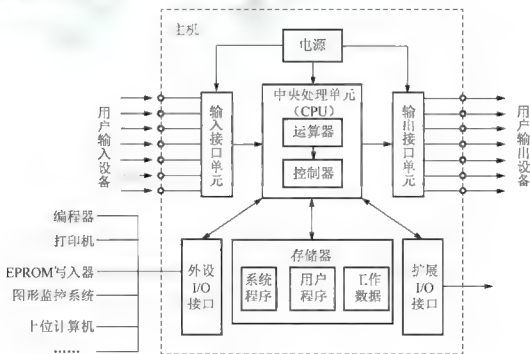 主机
电源
中央处理单元
(CPU)
运算器
控制器
用户输入设备
输入接口单元
输出接口单元
用户输出设备
编程器
打印机
EPROM写入器
图形监控系统
上位计算机
……
外设
I/O
接口
存储器
系统
程序
用户
程序
工作
数据
扩展
I/O
接口